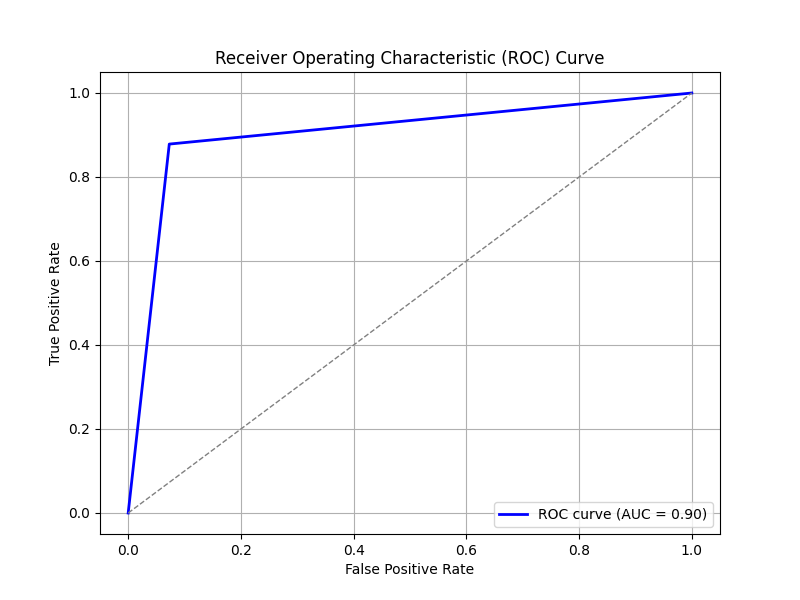 Receiver Operating Characteristic (ROC) Curve
1.0
0.8
0.6
0.4
0.2
0.0
True Positive Rate
ROC curve (AUC = 0.90)
0.0 0.2 0.4 0.6 0.8 1.0
False Positive Rate